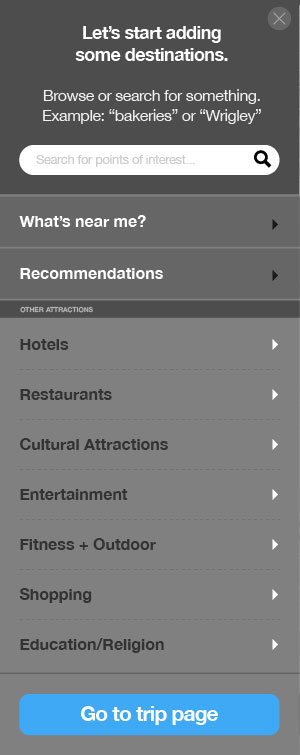 Let’s start adding
some destinations.
Browse or search for something.
Example: “bakeries” or “Wrigley”
Search for points of interest...
What’s near me?
Recommendations
OTHER ATTRACTIONS
Hotels
Restaurants
Cultural Attractions
Entertainment
Fitness + Outdoor
Shopping
Education/Religion
Go to trip page